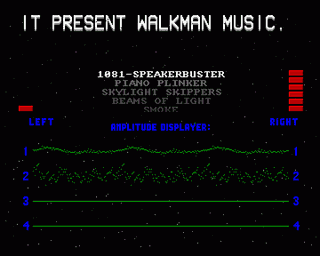 IT PRESENT WALKMAN MUSIC.
1081-SPEAKERBUSTER
PIANO PLINKER
SKYLIGHT SKIPPERS
BEAMS OF LIGHT
SMOKE
LEFT RIGHT
AMPLITUDE DISPLAYER:
1 1
2 2
3 3
4 4